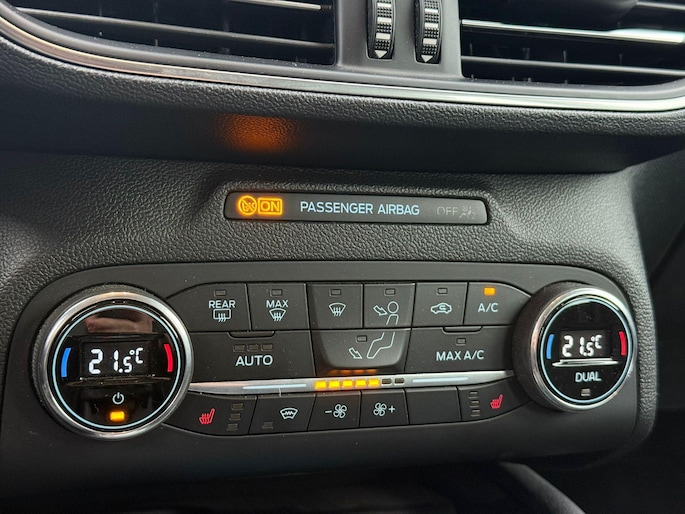 ON PASSENGER AIRBAG OFF
REAR MAX A/C
21.5°C AUTO MAX A/C 21.5°C
DUAL
- +